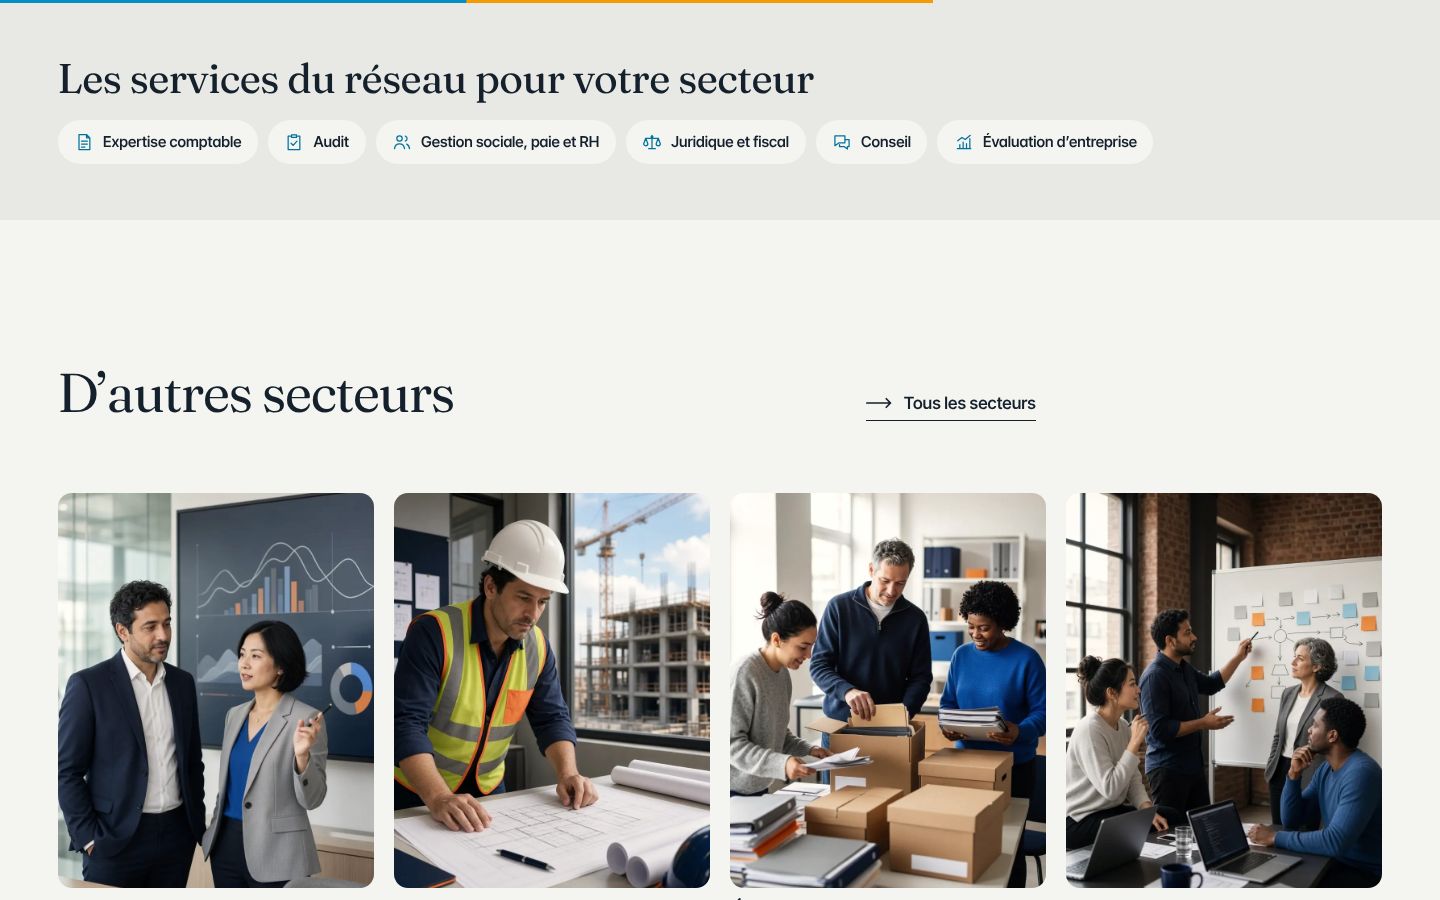 Les services du réseau pour votre secteur
Expertise comptable
Audit
Gestion sociale, paie et RH
Juridique et fiscal
Conseil
Évaluation d’entreprise
D’autres secteurs
Tous les secteurs